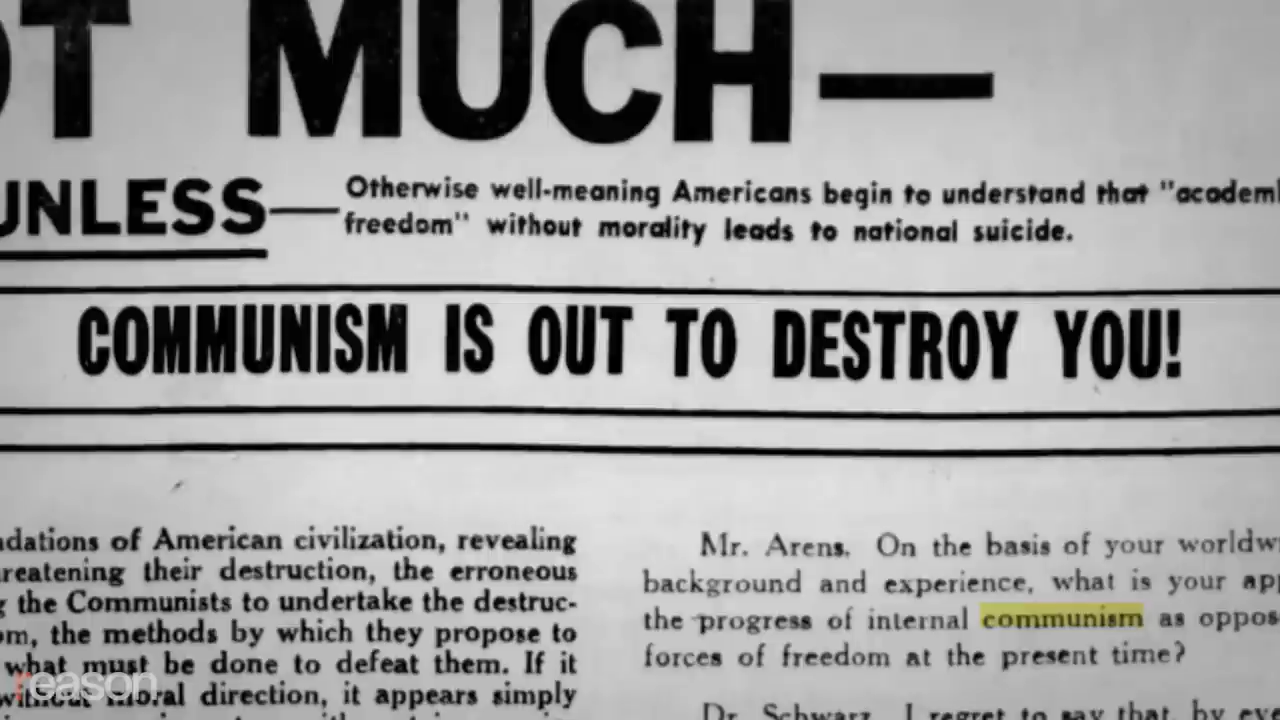 OT MUCH—
UNLESS—Otherwise well-meaning Americans begin to understand that "academi
freedom" without morality leads to national suicide.
COMMUNISM IS OUT TO DESTROY YOU!
ndations of American civilization, revealing
reatening their destruction, the erroneous
g the Communists to undertake the destruc-
om, the methods by which they propose to
what must be done to defeat them. If it
without moral direction, it appears simply
Mr. Arens. On the basis of your worldw
background and experience, what is your app
the progress of internal communism as oppos
forces of freedom at the present time?
Dr. Schwarz. I regret to say that, by eve
reason